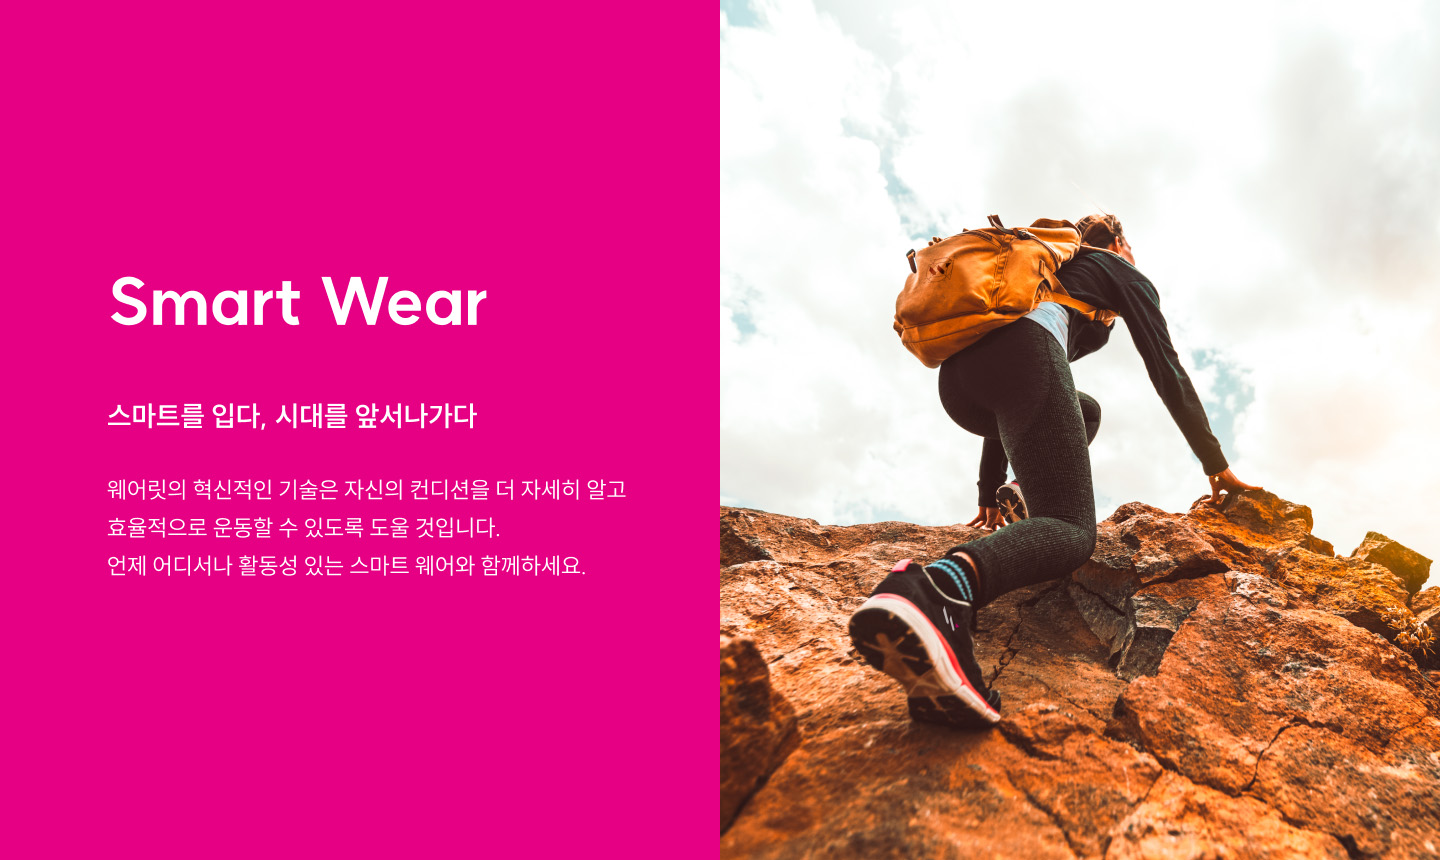 Smart Wear
스마트를 입다, 시대를 앞서나가다
웨어릿의 혁신적인 기술은 자신의 컨디션을 더 자세히 알고
효율적으로 운동할 수 있도록 도울 것입니다.
언제 어디서나 활동성 있는 스마트 웨어와 함께하세요.